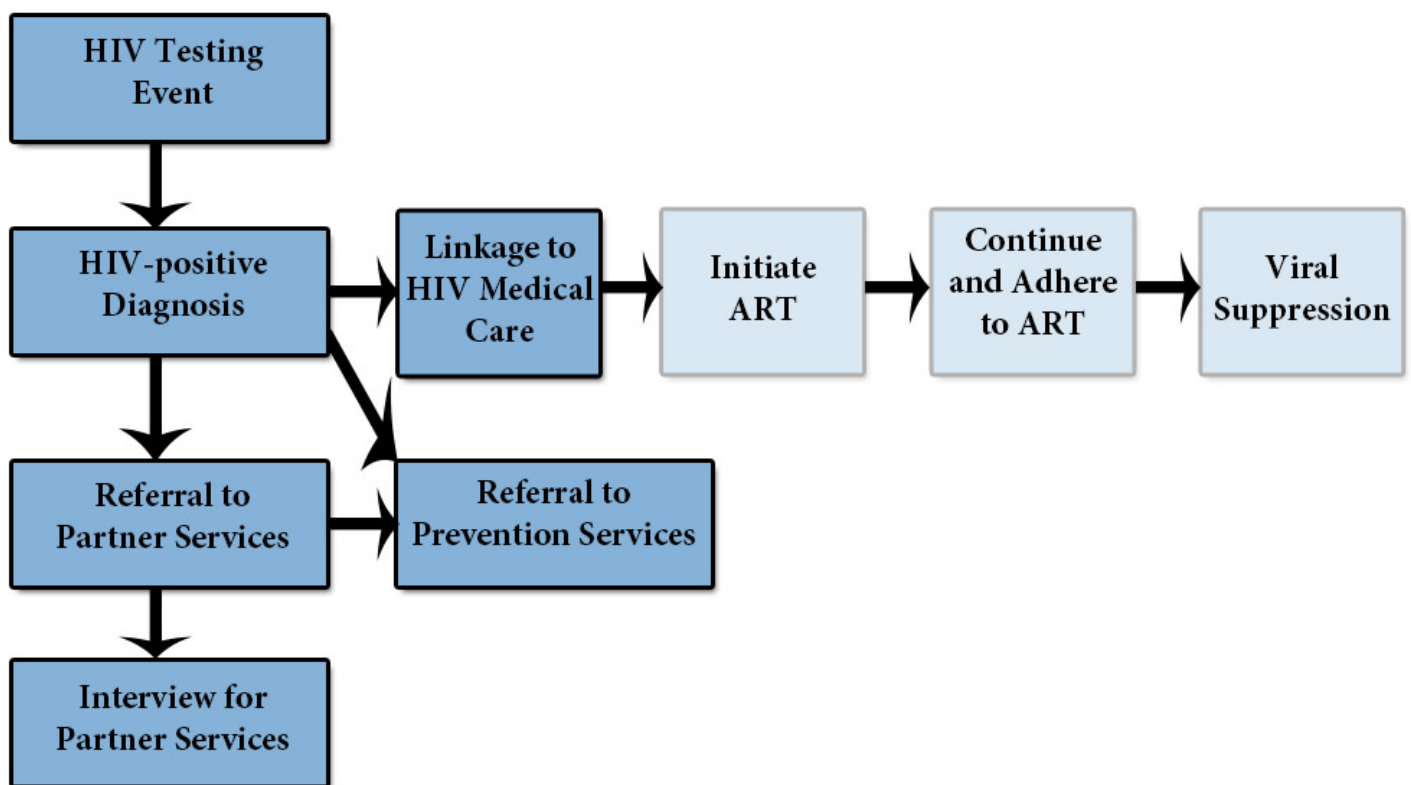 HIV Testing
Event
HIV-positive
Diagnosis
Linkage to
HIV Medical
Care
Initiate
ART
Continue
and Adhere
to ART
Viral
Suppression
Referral to
Partner Services
Referral to
Prevention Services
Interview for
Partner Services